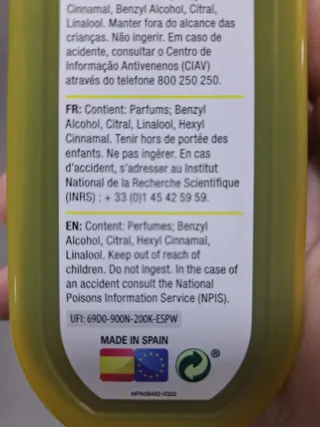 Cinnamal, Benzyl Alcohol, Citral,
Linalool. Manter fora do alcance das
crianças. Não ingerir. Em caso de
acidente, consultar o Centro de
Informação Antivenenos (CIAV)
através do telefone 800 250 250.
FR: Contient: Parfums; Benzyl
Alcohol, Citral, Linalool, Hexyl
Cinnamal. Tenir hors de portée des
enfants. Ne pas ingérer. En cas
d'accident, s'adresser au Institut
National de la Recherche Scientifique
(INRS) : + 33 (0)1 45 42 59 59.
EN: Content: Perfumes; Benzyl
Alcohol, Citral, Hexyl Cinnamal,
Linalool. Keep out of reach of
children. Do not ingest. In the case of
an accident consult the National
Poisons Information Service (NPIS).
UFI: 69D0-900N-200K-ESPW
MADE IN SPAIN
®